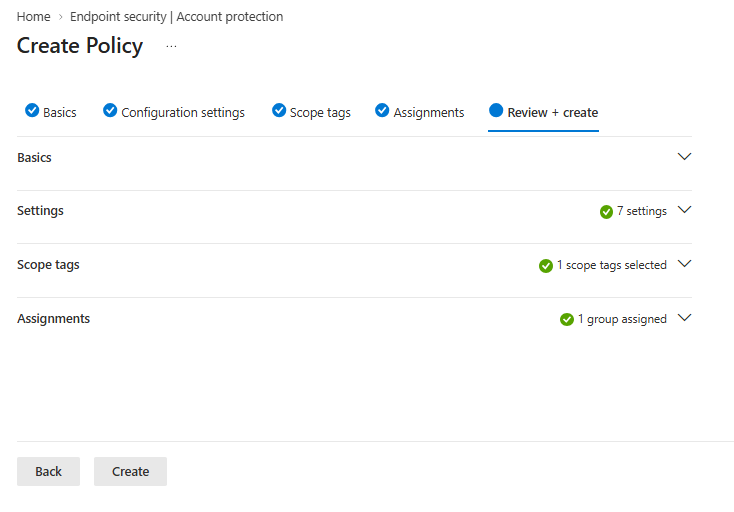 Home > Endpoint security | Account protection
Create Policy ...
Basics Configuration settings Scope tags Assignments Review + create
Basics
Settings 7 settings
Scope tags 1 scope tags selected
Assignments 1 group assigned
Back Create